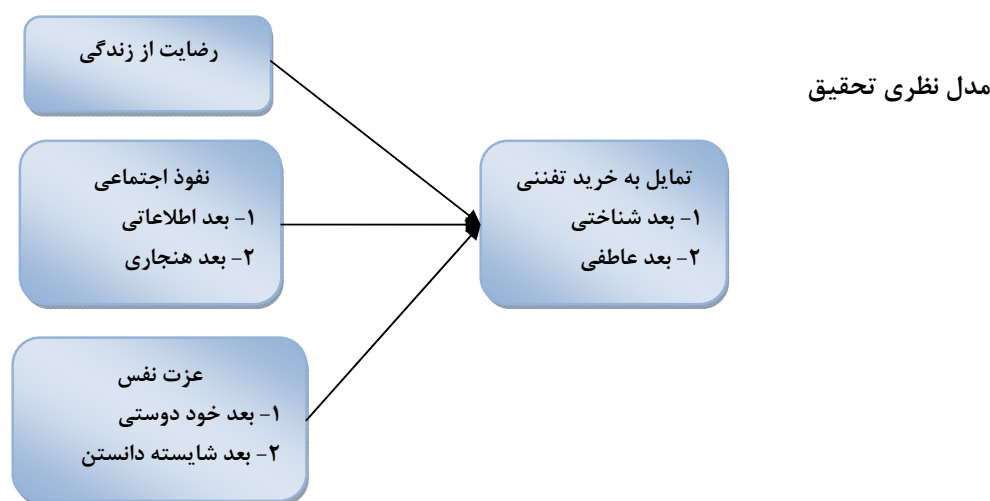 مدل نظری تحقیق
رضایت از زندگی
نفوذ اجتماعی
۱- بعد اطلاعاتی
۲- بعد هنجاری
عزت نفس
۱- بعد خود دوستی
۲- بعد شایسته دانستن
تمایل به خرید تفننی
۱- بعد شناختی
۲- بعد عاطفی